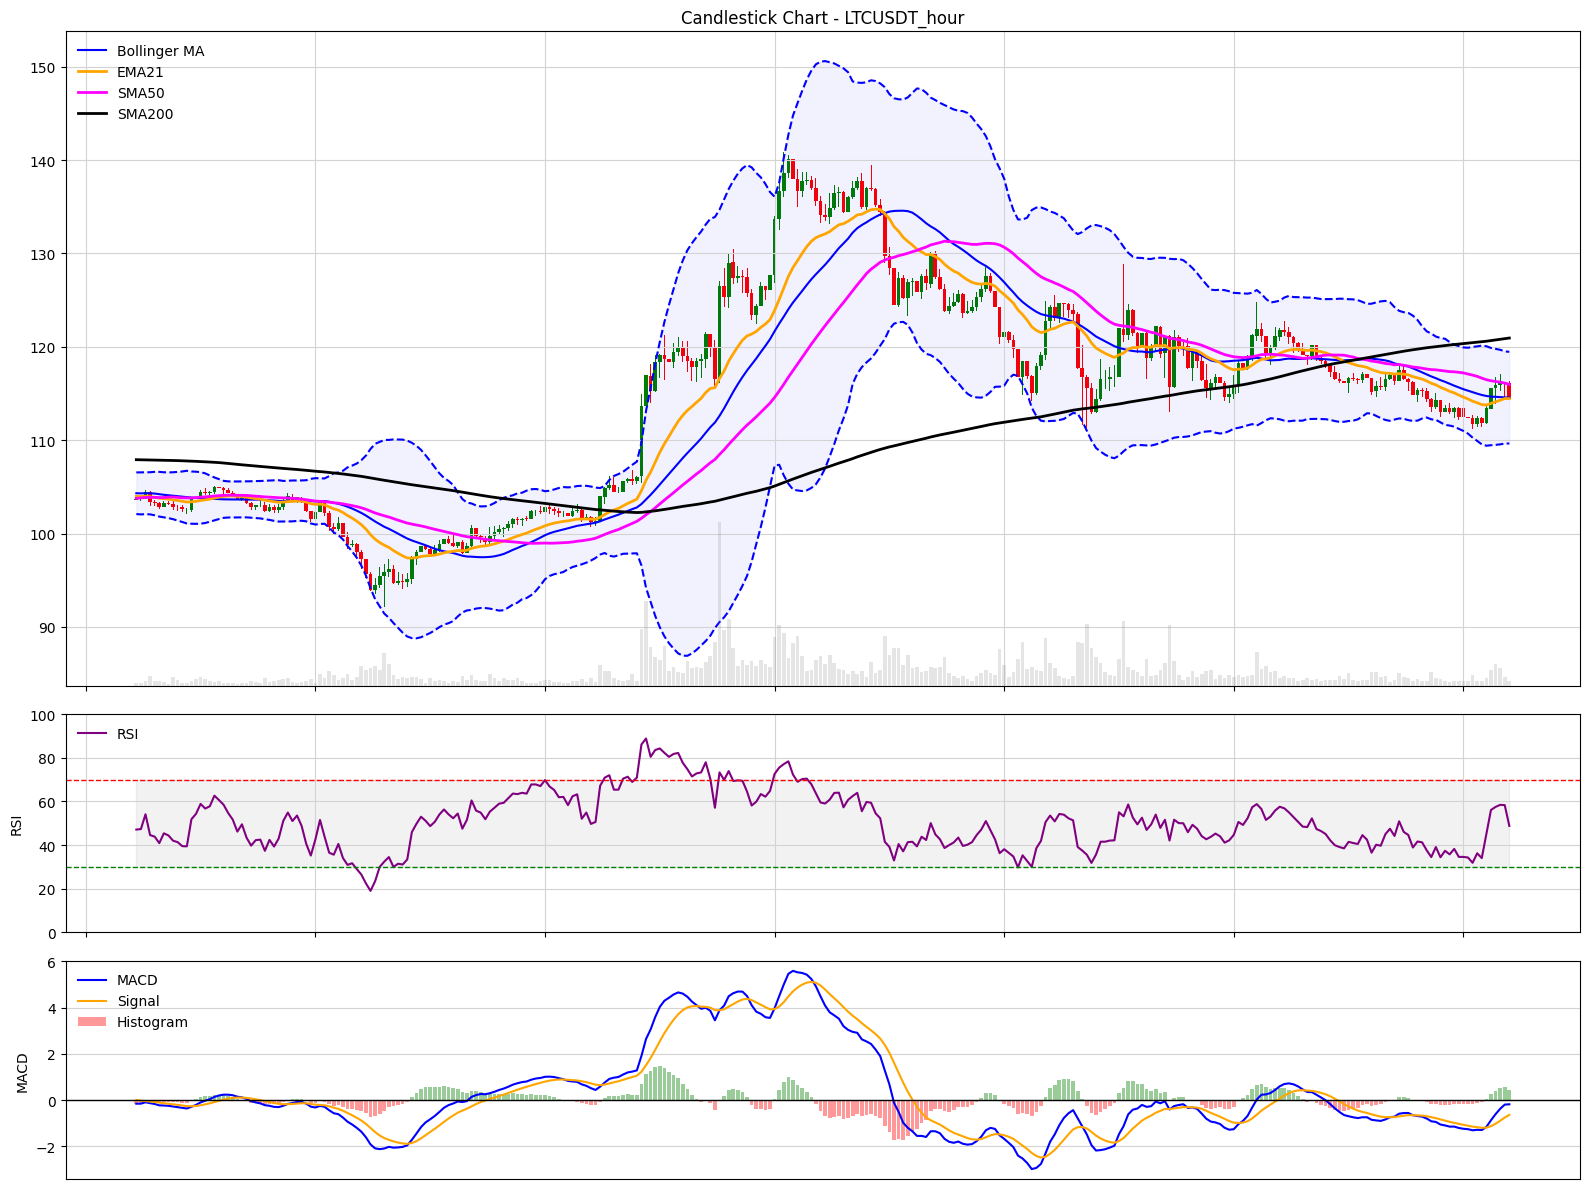 Candlestick Chart - LTCUSDT_hour
Bollinger MA
EMA21
SMA50
SMA200
150
140
130
120
110
100
90
RSI
100
80
60
40
20
0
RSI
MACD
Signal
Histogram
6
4
2
0
−2
MACD